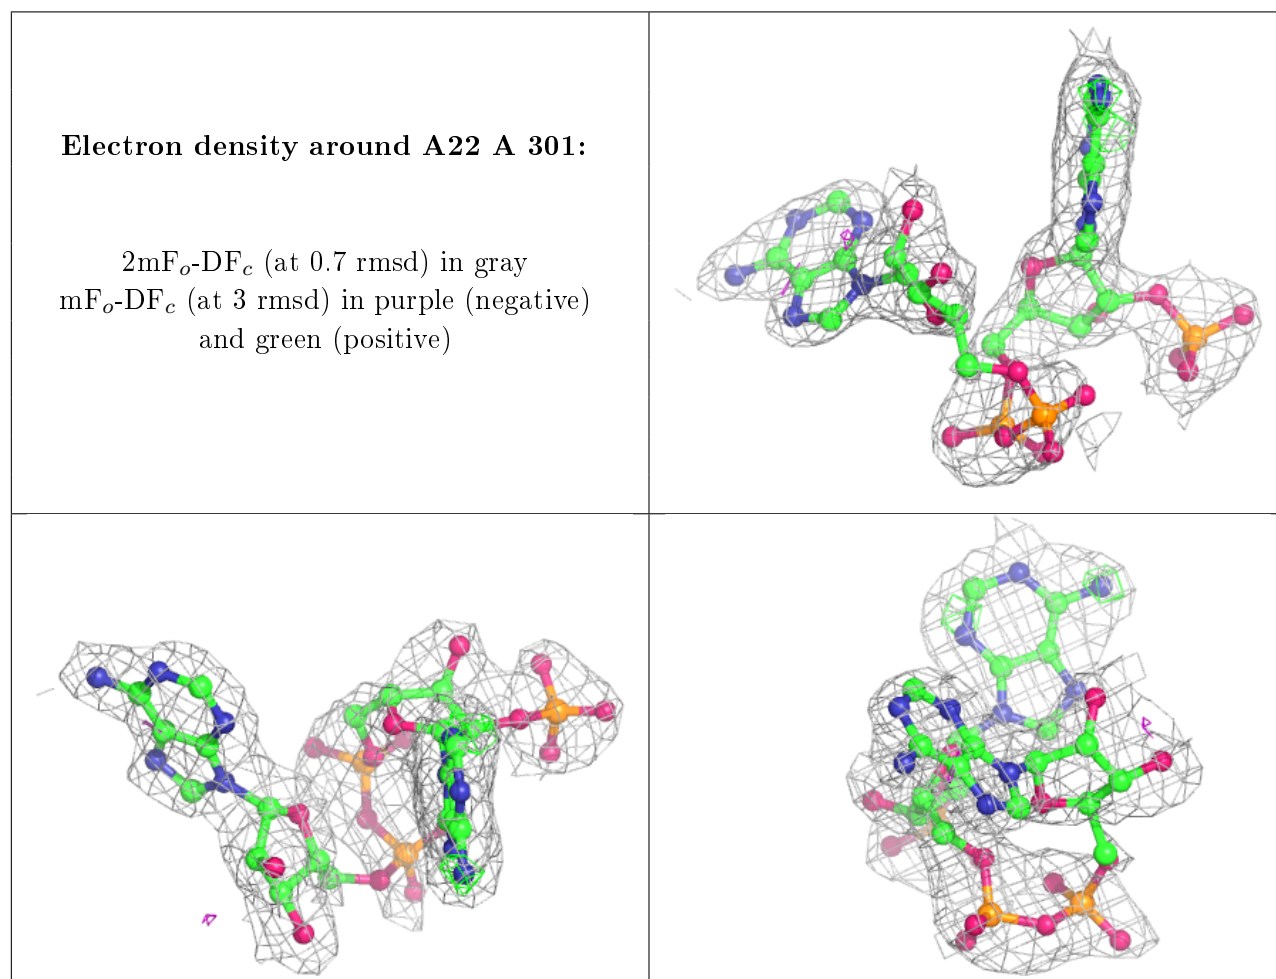 Electron density around A22 A 301:
2mFo-DFc (at 0.7 rmsd) in gray
mFo-DFc (at 3 rmsd) in purple (negative)
and green (positive)